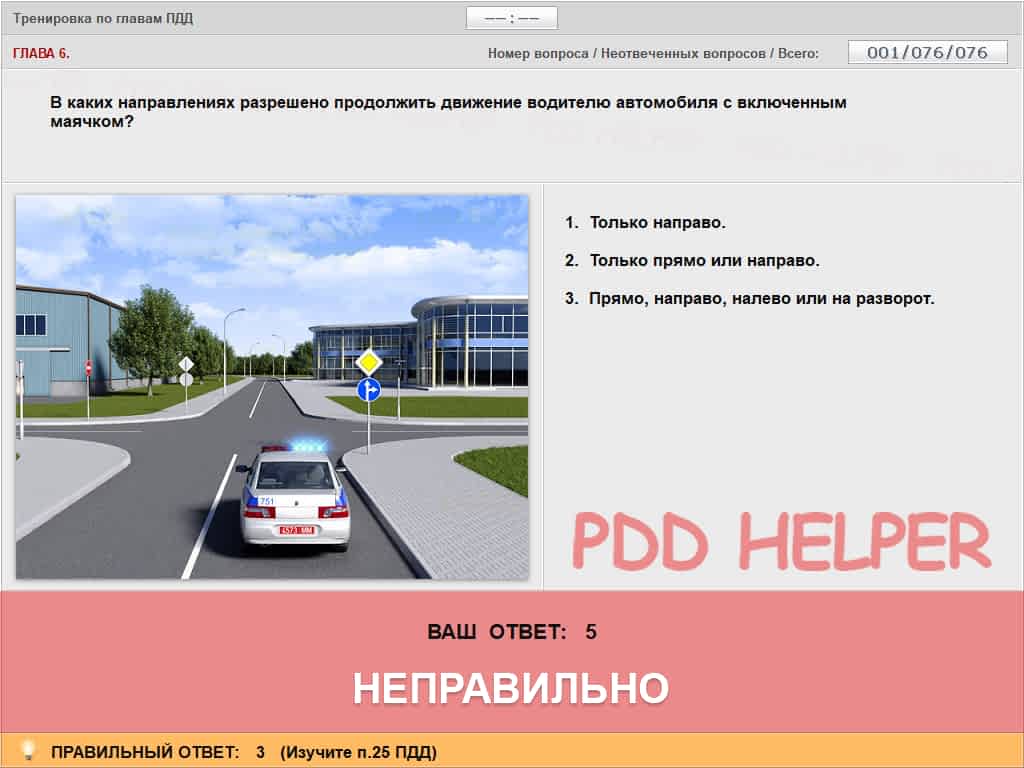 Тренировка по главам ПДД
––:––
ГЛАВА 6.
Номер вопроса / Неотвеченных вопросов / Всего:
001/076/076
В каких направлениях разрешено продолжить движение водителю автомобиля с включенным
маячком?
1. Только направо.
2. Только прямо или направо.
3. Прямо, направо, налево или на разворот.
751
4573 MM
PDD HELPER
ВАШ ОТВЕТ: 5
НЕПРАВИЛЬНО
ПРАВИЛЬНЫЙ ОТВЕТ: 3 (Изучите п.25 ПДД)